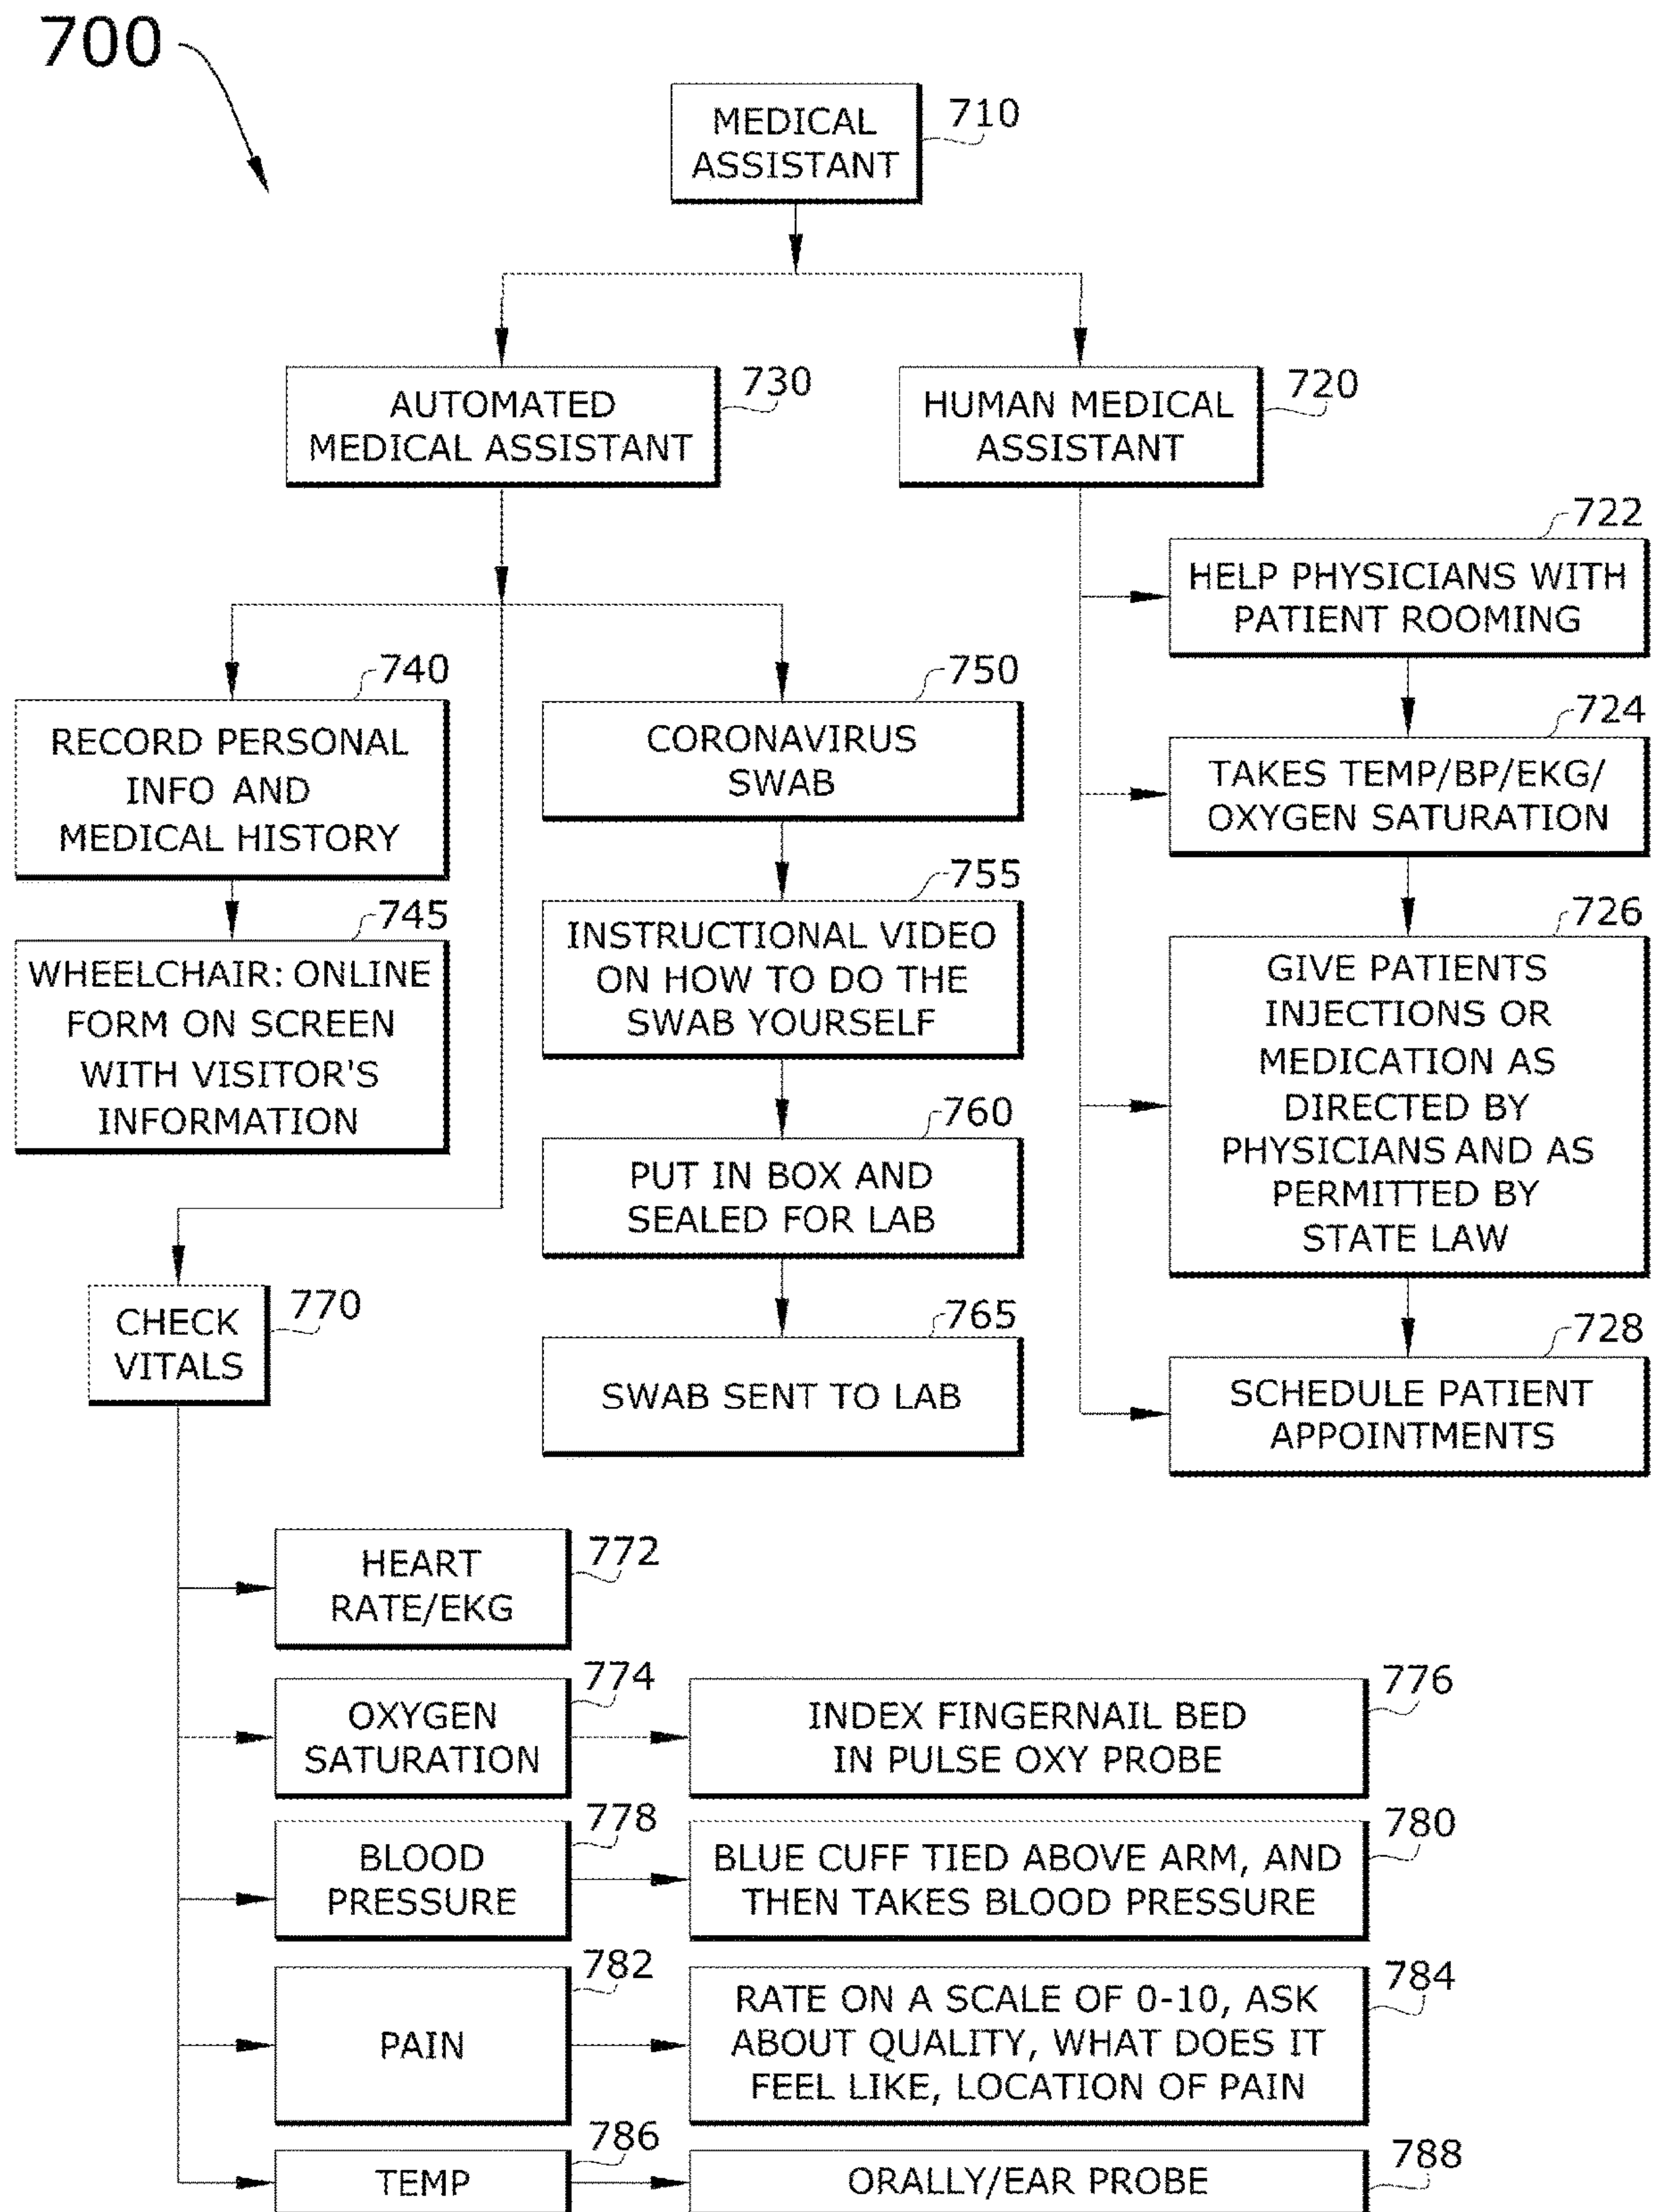 700
MEDICAL
ASSISTANT
710
AUTOMATED
MEDICAL ASSISTANT
730
HUMAN MEDICAL
ASSISTANT
720
722
HELP PHYSICIANS WITH
PATIENT ROOMING
740
RECORD PERSONAL
INFO AND
MEDICAL HISTORY
750
CORONAVIRUS
SWAB
724
TAKES TEMP/BP/EKG/
OXYGEN SATURATION
745
WHEELCHAIR: ONLINE
FORM ON SCREEN
WITH VISITOR'S
INFORMATION
755
INSTRUCTIONAL VIDEO
ON HOW TO DO THE
SWAB YOURSELF
726
GIVE PATIENTS
INJECTIONS OR
MEDICATION AS
DIRECTED BY
PHYSICIANS AND AS
PERMITTED BY
STATE LAW
760
PUT IN BOX AND
SEALED FOR LAB
770
CHECK
VITALS
765
SWAB SENT TO LAB
728
SCHEDULE PATIENT
APPOINTMENTS
HEART
RATE/EKG
772
OXYGEN
SATURATION
774
INDEX FINGERNAIL BED
IN PULSE OXY PROBE
776
BLOOD
PRESSURE
778
BLUE CUFF TIED ABOVE ARM, AND
THEN TAKES BLOOD PRESSURE
780
PAIN
782
RATE ON A SCALE OF 0-10, ASK
ABOUT QUALITY, WHAT DOES IT
FEEL LIKE, LOCATION OF PAIN
784
TEMP
786
ORALLY/EAR PROBE
788